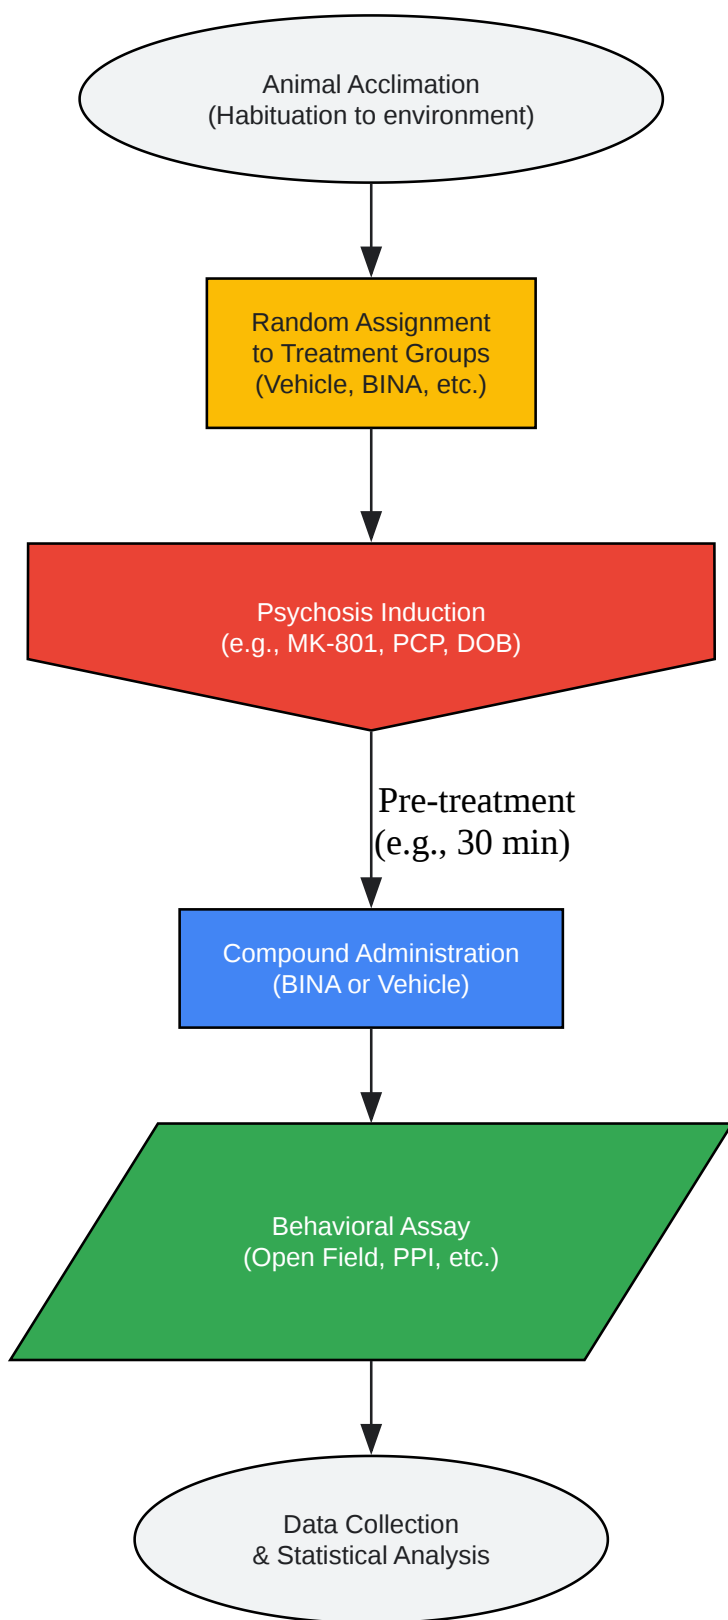 Animal Acclimation
(Habituation to environment)
Random Assignment
to Treatment Groups
(Vehicle, BINA, etc.)
Psychosis Induction
(e.g., MK-801, PCP, DOB)
Pre-treatment
(e.g., 30 min)
Compound Administration
(BINA or Vehicle)
Behavioral Assay
(Open Field, PPI, etc.)
Data Collection
& Statistical Analysis